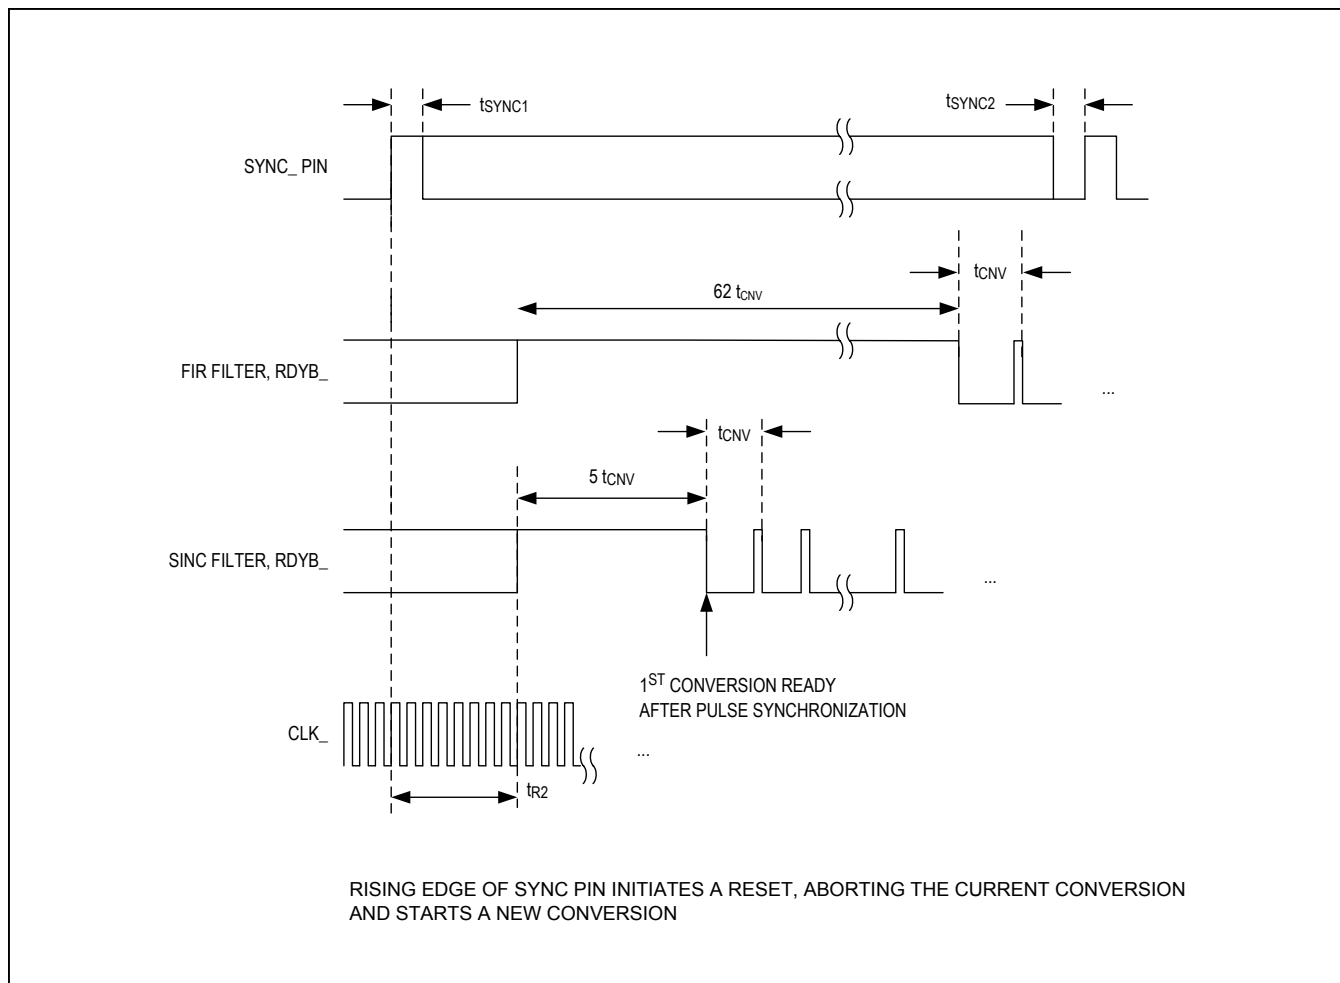 tSYNC1
tSYNC2
SYNC_ PIN
tCNV
62 tCNV
FIR FILTER, RDYB_
...
tCNV
5 tCNV
SINC FILTER, RDYB_
...
1ST CONVERSION READY
AFTER PULSE SYNCHRONIZATION
CLK_
...
tR2
RISING EDGE OF SYNC PIN INITIATES A RESET, ABORTING THE CURRENT CONVERSION
AND STARTS A NEW CONVERSION